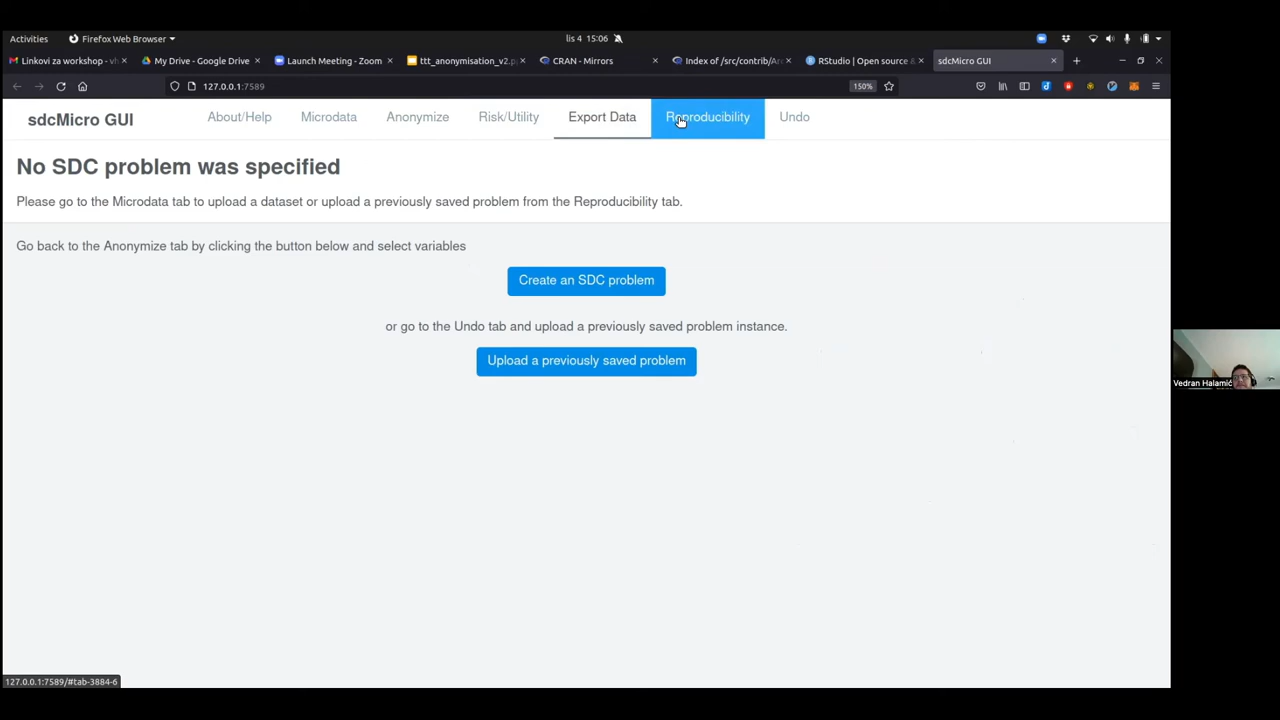 Activities
Firefox Web Browser
lis 4 15:06
Linkovi za workshop - vh
My Drive - Google Drive
Launch Meeting - Zoom
ttt_anonymisation_v2.p
CRAN - Mirrors
Index of /src/contrib/Arc
RStudio | Open source &
sdcMicro GUI
127.0.0.1:7589
150%
sdcMicro GUI
About/Help
Microdata
Anonymize
Risk/Utility
Export Data
Reproducibility
Undo
No SDC problem was specified
Please go to the Microdata tab to upload a dataset or upload a previously saved problem from the Reproducibility tab.
Go back to the Anonymize tab by clicking the button below and select variables
Create an SDC problem
or go to the Undo tab and upload a previously saved problem instance.
Upload a previously saved problem
Vedran Halamić
127.0.0.1:7589/#tab-3884-6